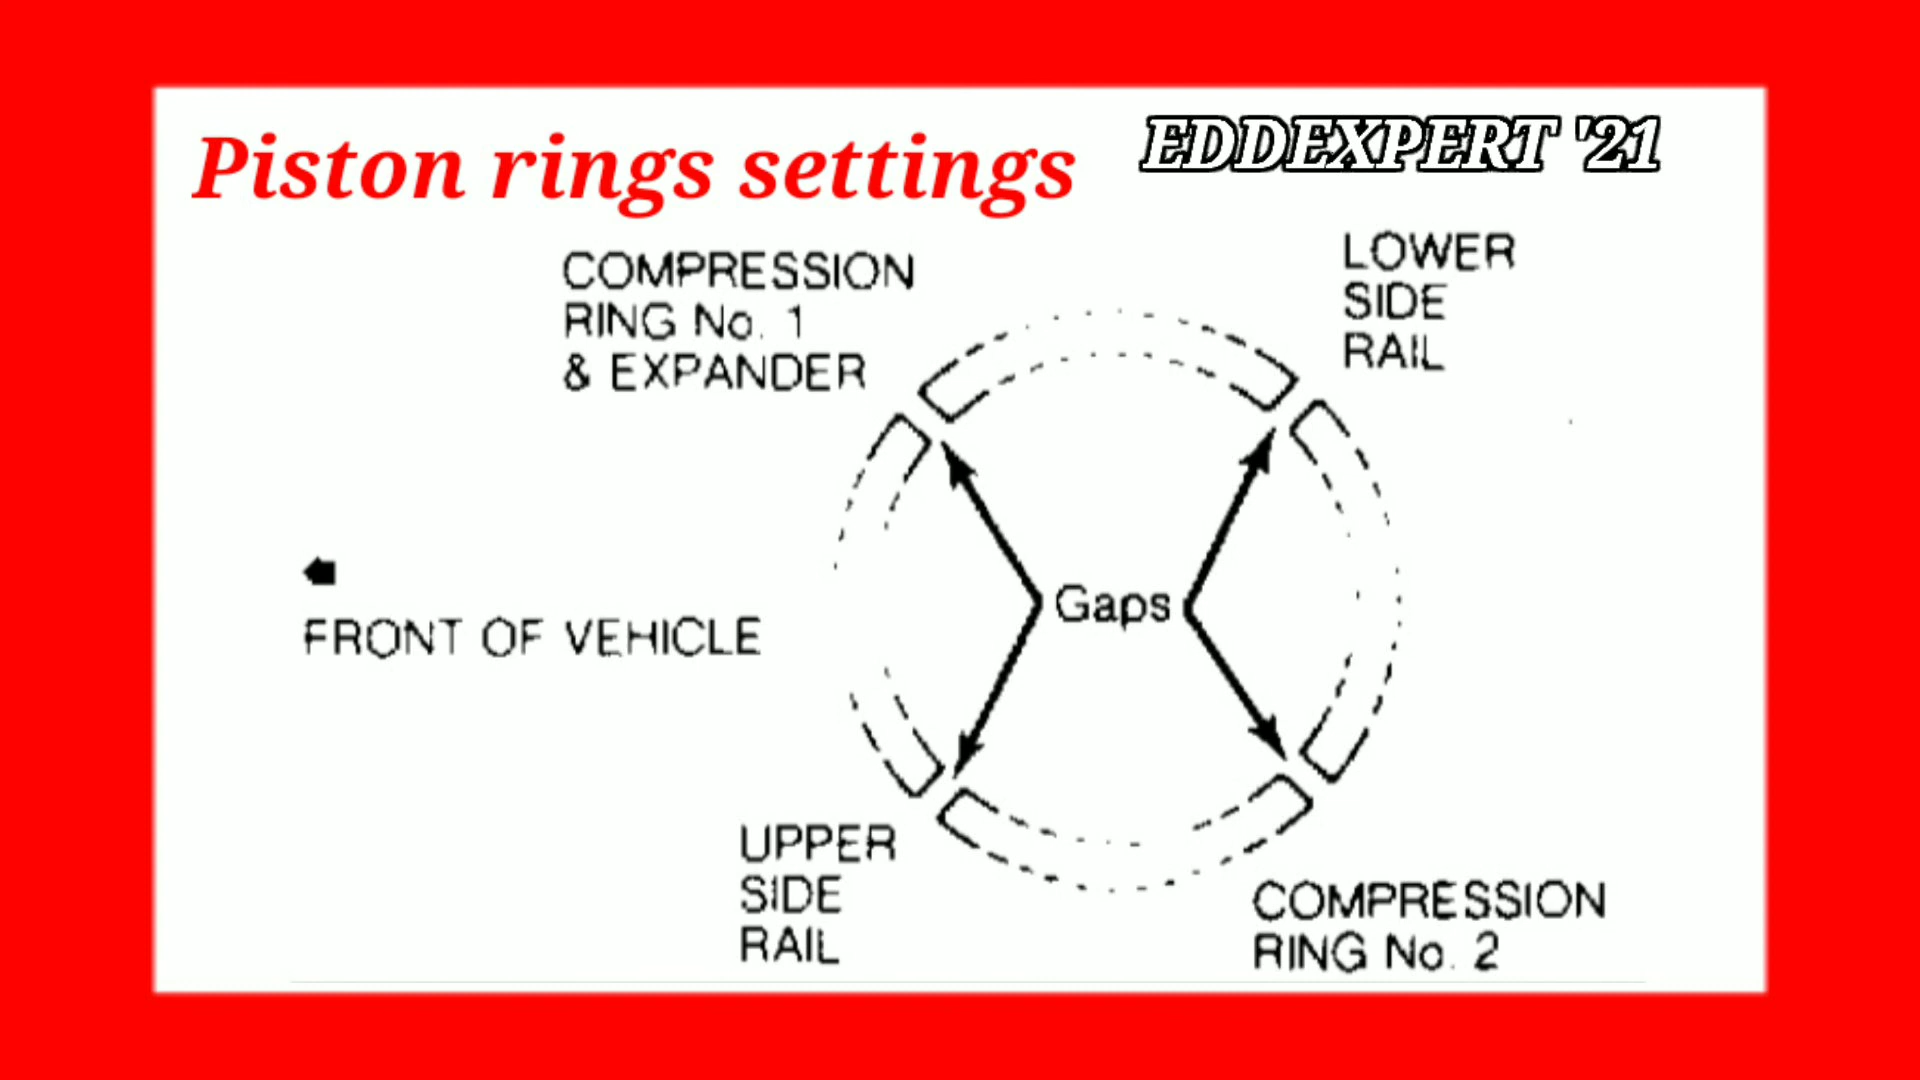 Piston rings settings
EDDEXPERT '21
COMPRESSION
RING No. 1
& EXPANDER
LOWER
SIDE
RAIL
Gaps
FRONT OF VEHICLE
UPPER
SIDE
RAIL
COMPRESSION
RING No. 2